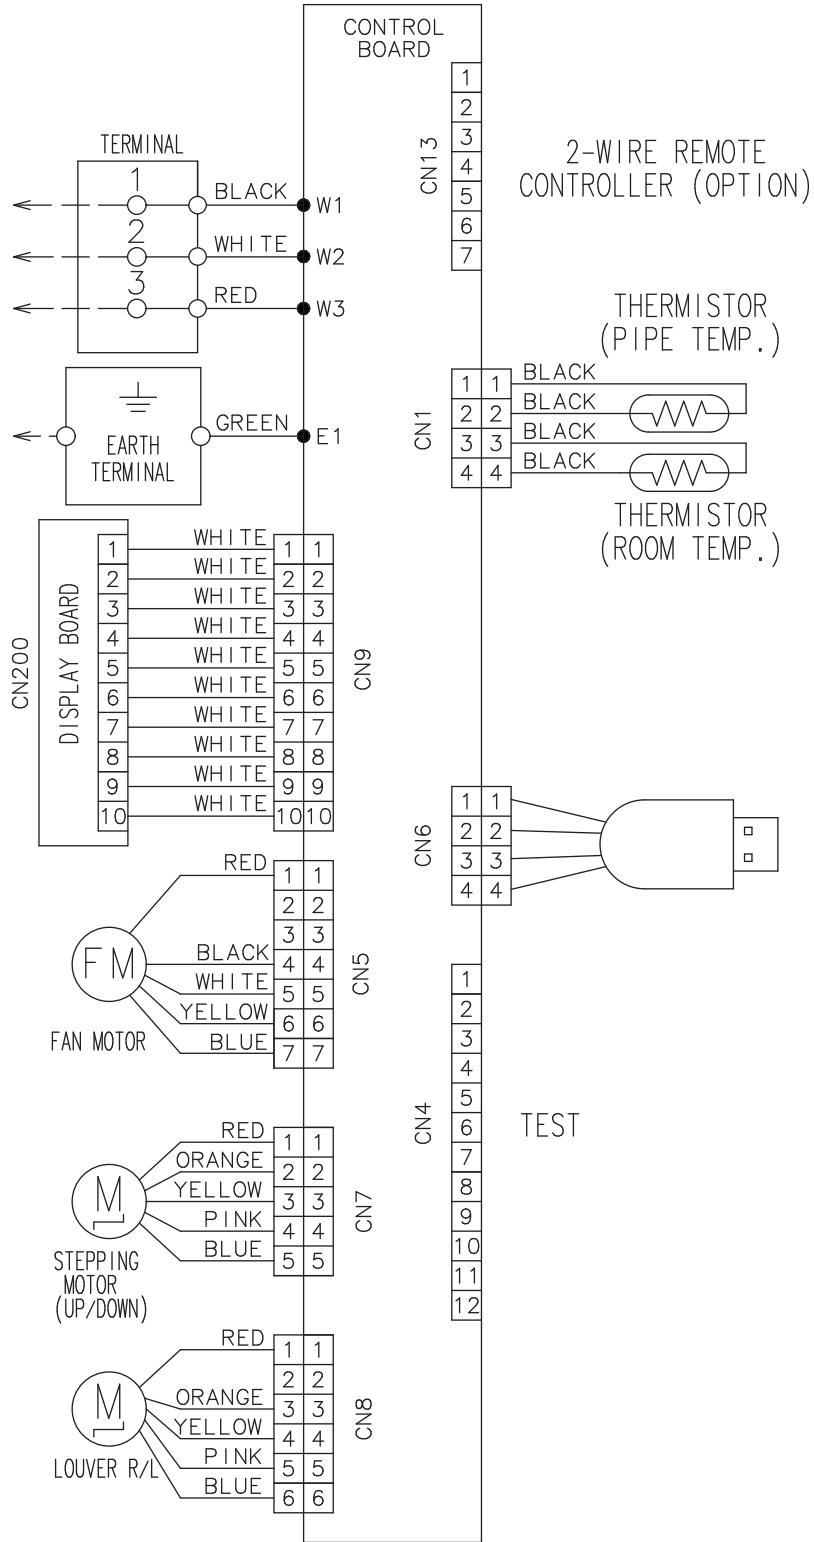 CONTROL
BOARD
CN13
1
2
3
4
5
6
7
2-WIRE REMOTE
CONTROLLER (OPTION)
TERMINAL
1 BLACK W1
2 WHITE W2
3 RED W3
EARTH
TERMINAL
GREEN E1
THERMISTOR
(PIPE TEMP.)
CN1
1 1 BLACK
2 2 BLACK
3 3 BLACK
4 4 BLACK
THERMISTOR
(ROOM TEMP.)
CN200
DISPLAY BOARD
1 WHITE 1 1
2 WHITE 2 2
3 WHITE 3 3
4 WHITE 4 4
5 WHITE 5 5
6 WHITE 6 6
7 WHITE 7 7
8 WHITE 8 8
9 WHITE 9 9
10 WHITE 10 10
CN9
CN6
1 1
2 2
3 3
4 4
FM
FAN MOTOR
RED 1 1
2 2
3 3
BLACK 4 4
WHITE 5 5
YELLOW 6 6
BLUE 7 7
CN5
CN4
1
2
3
4
5
6
7
8
9
10
11
12
TEST
M
STEPPING
MOTOR
(UP/DOWN)
RED 1 1
ORANGE 2 2
YELLOW 3 3
PINK 4 4
BLUE 5 5
CN7
M
LOUVER R/L
RED 1 1
2 2
ORANGE 3 3
YELLOW 4 4
PINK 5 5
BLUE 6 6
CN8